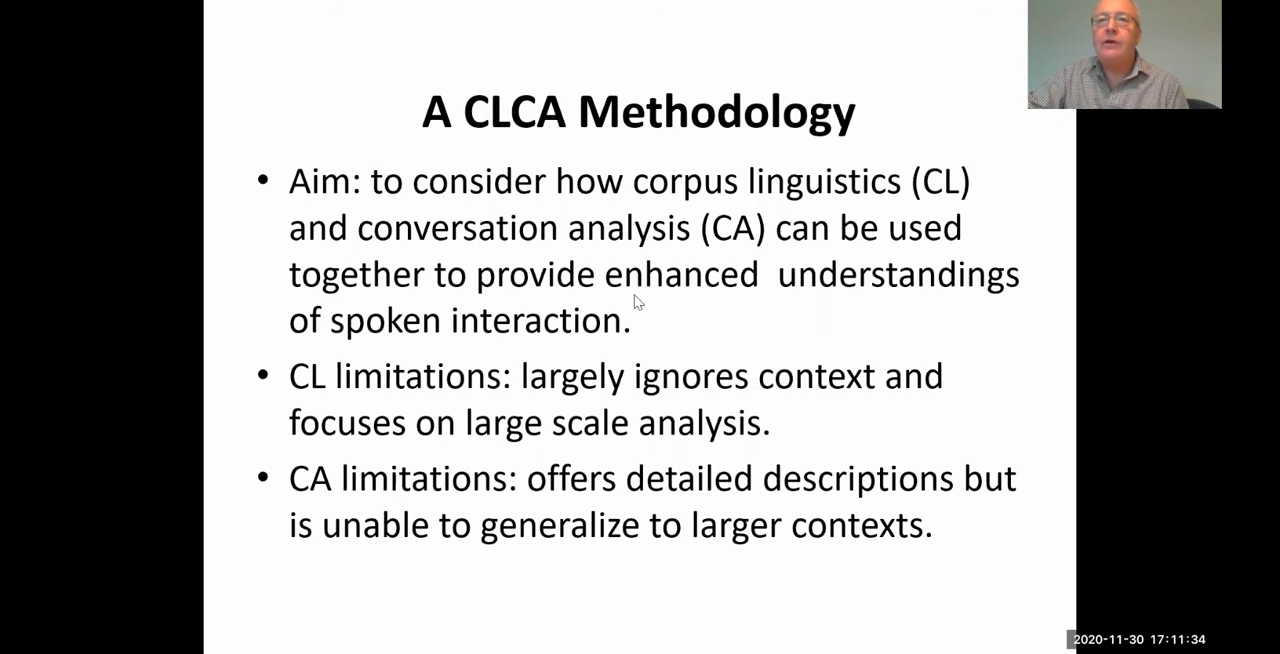 A CLCA Methodology
• Aim: to consider how corpus linguistics (CL)
and conversation analysis (CA) can be used
together to provide enhanced  understandings
of spoken interaction.
• CL limitations: largely ignores context and
focuses on large scale analysis.
• CA limitations: offers detailed descriptions but
is unable to generalize to larger contexts.
2020-11-30 17:11:34